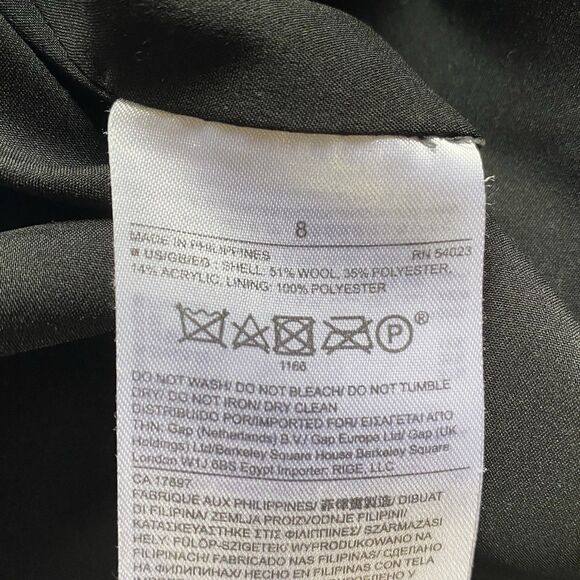 8
MADE IN PHILIPPINES RN 54023
US/GB/EG : SHELL: 51% WOOL, 35% POLYESTER,
14% ACRYLIC, LINING: 100% POLYESTER
P®
1166
DO NOT WASH/ DO NOT BLEACH/ DO NOT TUMBLE
DRY/ DO NOT IRON/ DRY CLEAN
DISTRIBUIDO POR/IMPORTED FOR/ ΕΙΣΑΓΕΤΑΙ ΑΠΟ
ΤΗΝ: Gap (Netherlands) B.V./ Gap Europe Ltd/ Gap (UK
Holdings) Ltd/Berkeley Square House Berkeley Square
London W1J 6BS Egypt Importer; RIGE, LLC
CA 17897
FABRIQUE AUX PHILIPPINES/ 菲律賓製造/ DIBUAT
DI FILIPINA/ ZEMLJA PROIZVODNJE FILIPINI/
ΚΑΤΑΣΚΕΥΑΣΤΗΚΕ ΣΤΙΣ ΦΙΛΙΠΠΙΝΕΣ/ SZÁRMAZÁSI
HELY: FÜLÖP-SZIGETEK/ WYPRODUKOWANO NA
FILIPINACH/ FABRICADO NAS FILIPINAS/ СДЕЛАНО
НА ФИЛИППИНАХ/ HECHO EN FILIPINAS CON TELA